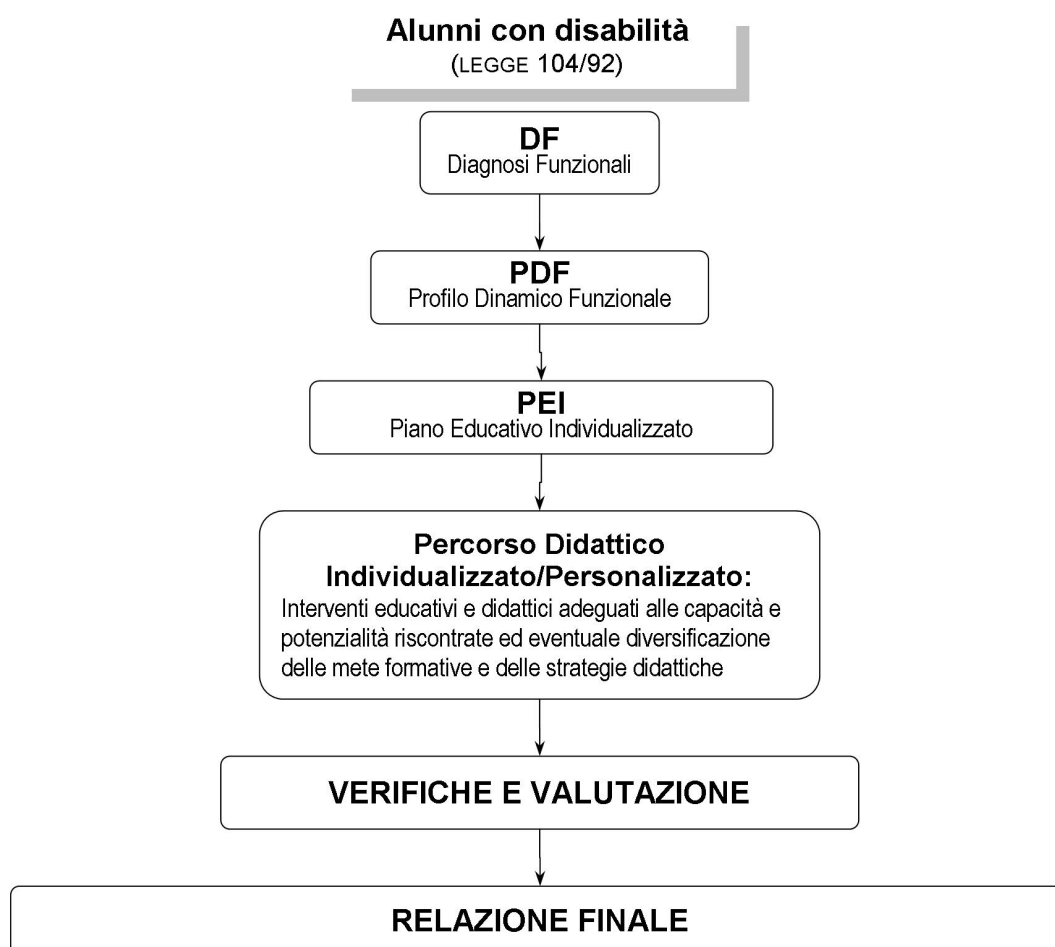 Alunni con disabilità
(LEGGE 104/92)
DF
Diagnosi Funzionali
PDF
Profilo Dinamico Funzionale
PEI
Piano Educativo Individualizzato
Percorso Didattico
Individualizzato/Personalizzato:
Interventi educativi e didattici adeguati alle capacità e
potenzialità riscontrate ed eventuale diversificazione
delle mete formative e delle strategie didattiche
VERIFICHE E VALUTAZIONE
RELAZIONE FINALE